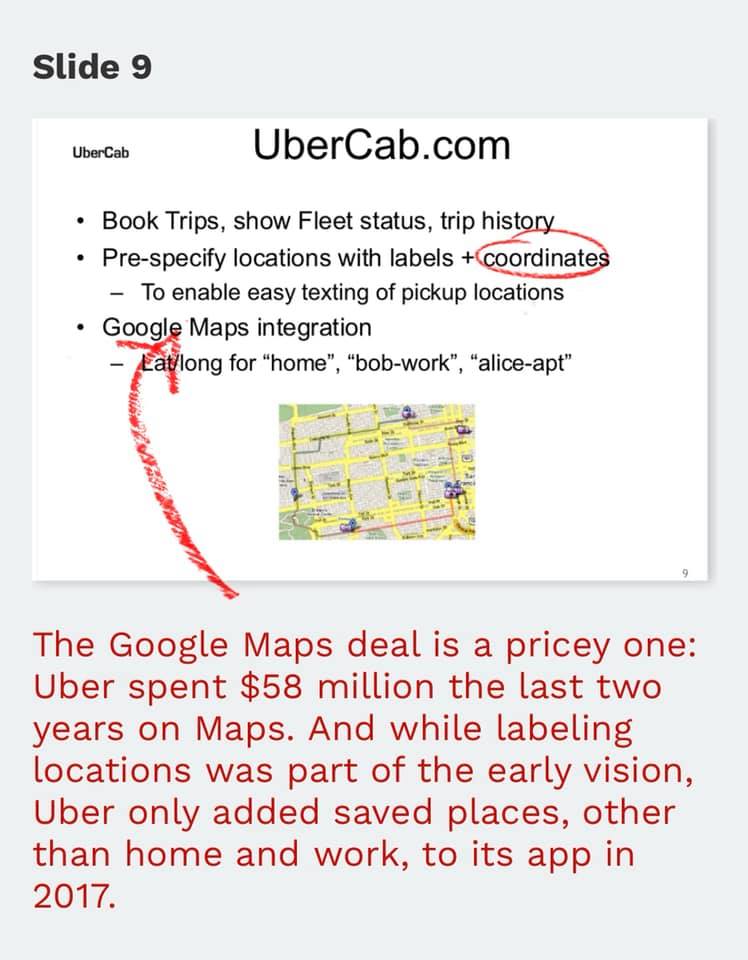 Slide 9
UberCab
UberCab.com
• Book Trips, show Fleet status, trip history
• Pre-specify locations with labels + coordinates
– To enable easy texting of pickup locations
• Google Maps integration
– Lat/long for “home”, “bob-work”, “alice-apt”
9
The Google Maps deal is a pricey one:
Uber spent $58 million the last two
years on Maps. And while labeling
locations was part of the early vision,
Uber only added saved places, other
than home and work, to its app in
2017.